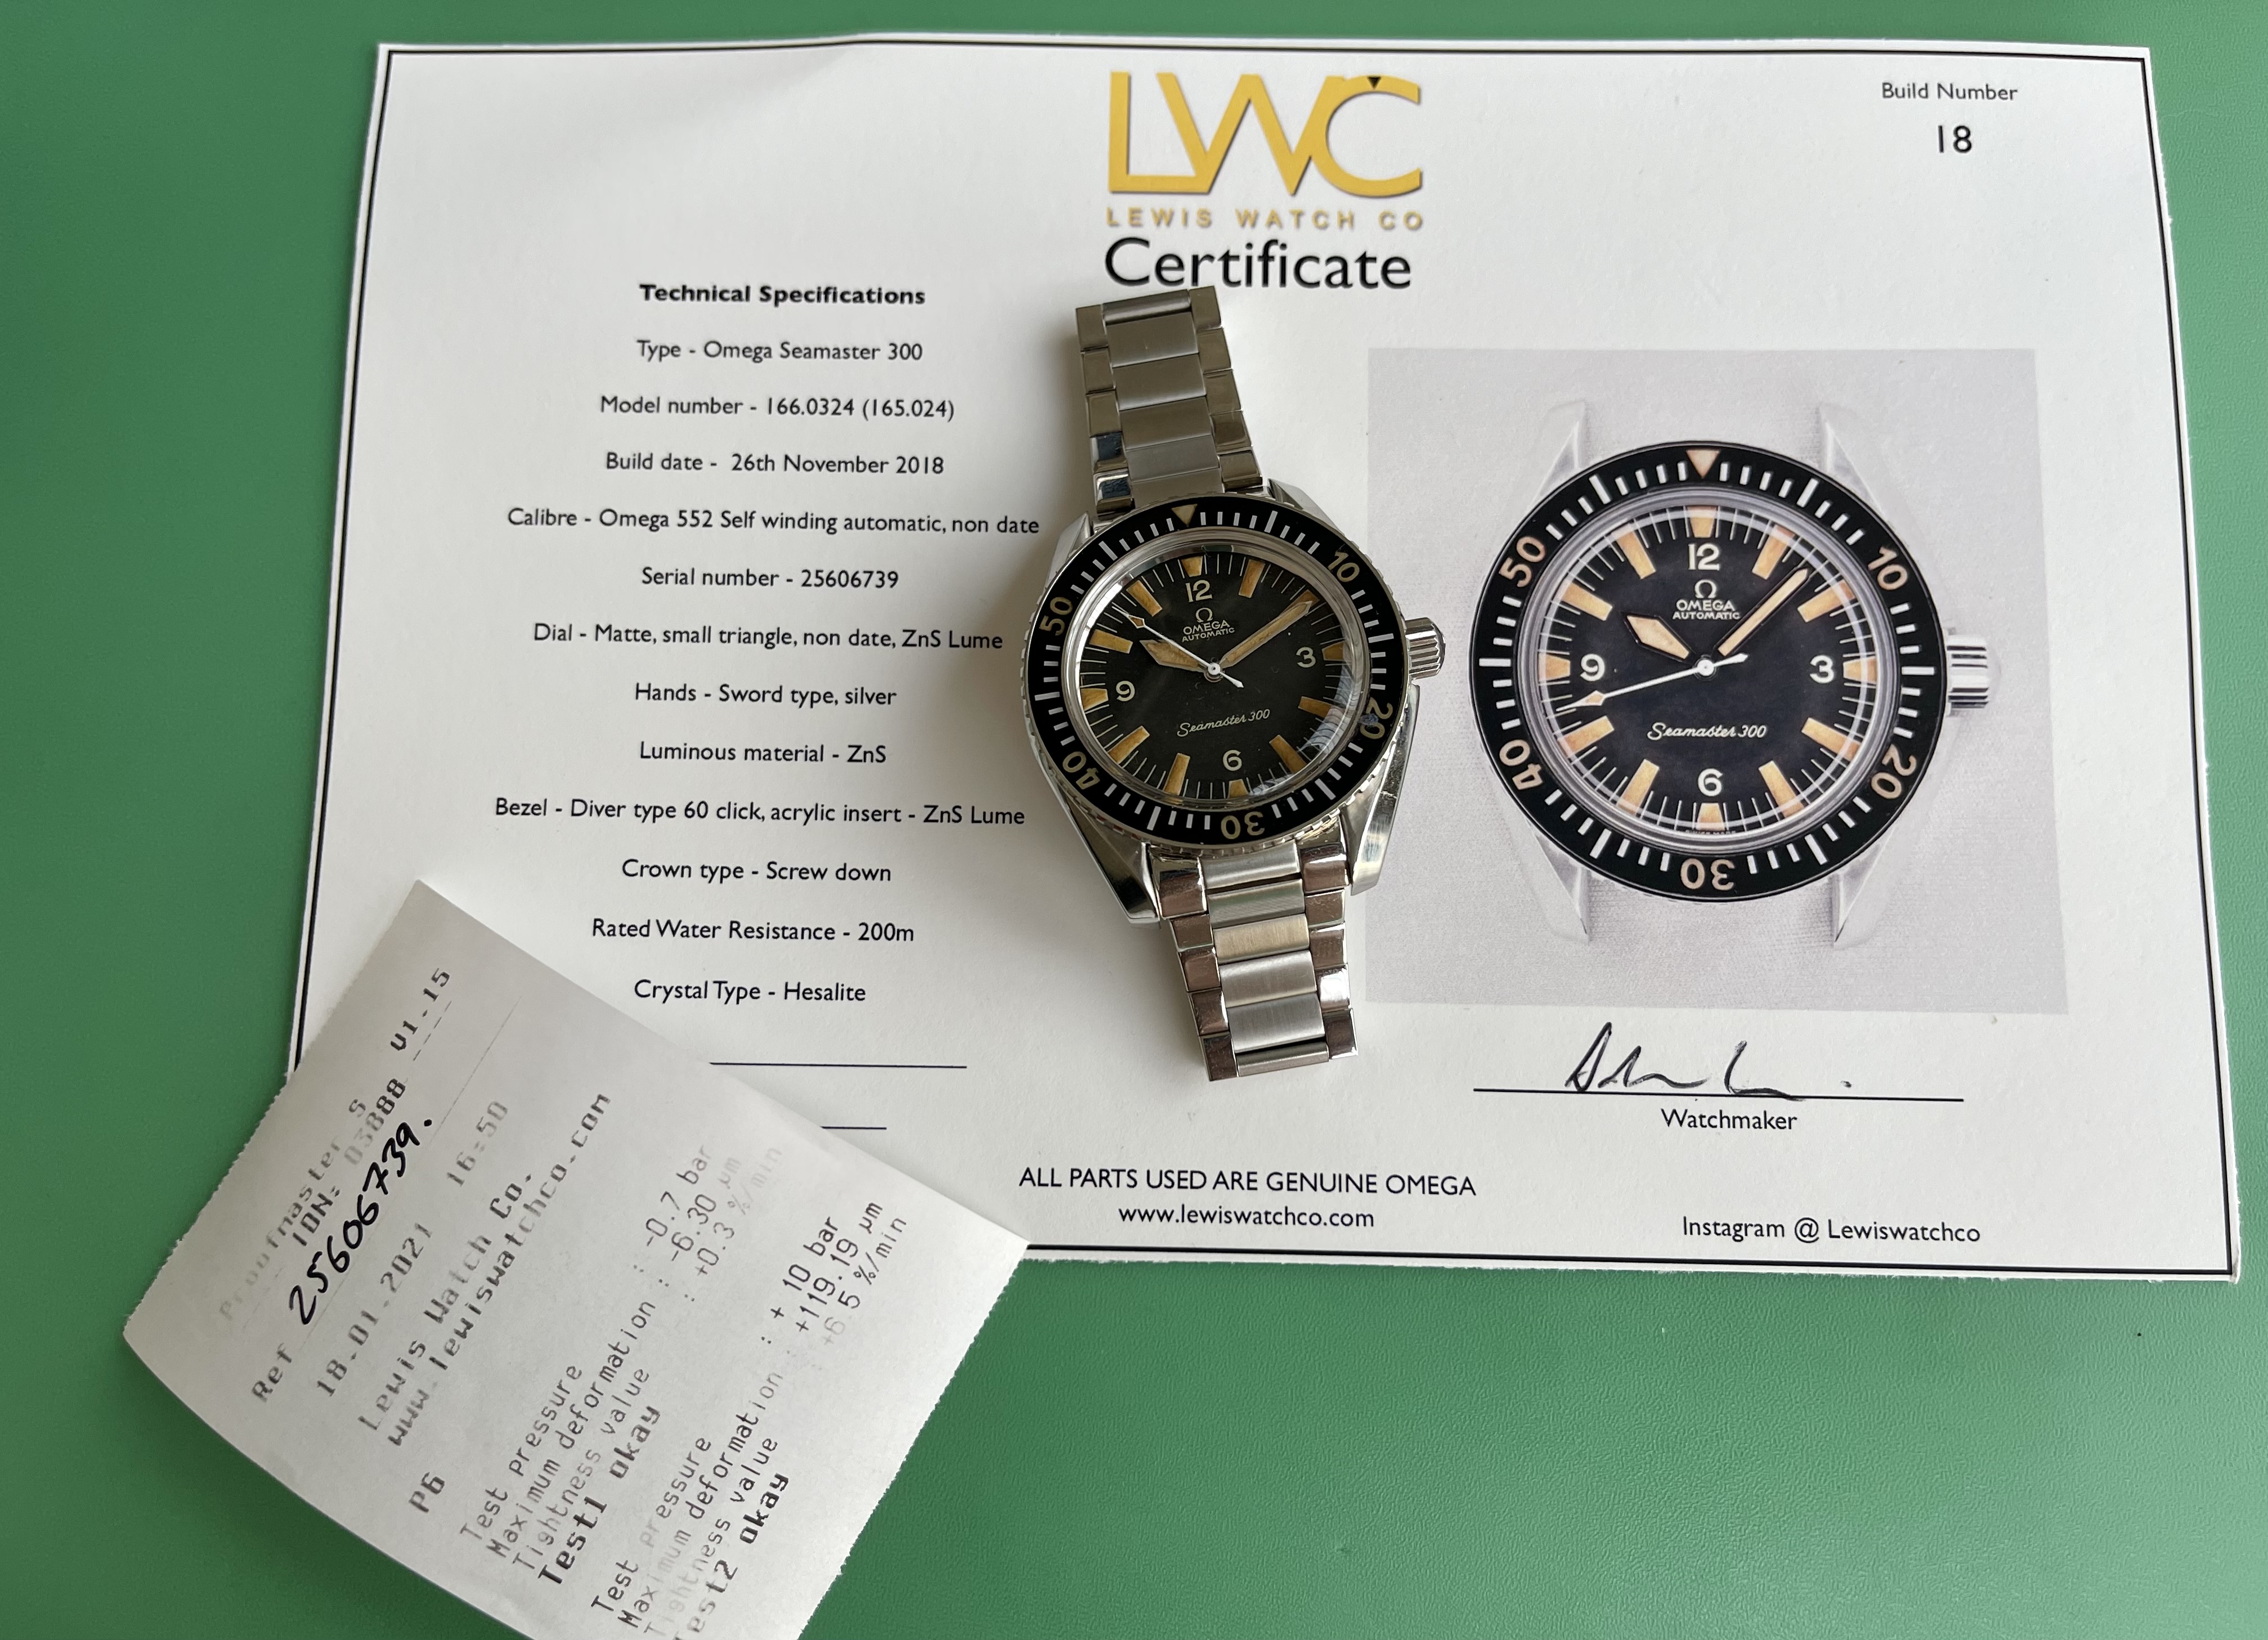 LWC
LEWIS WATCH CO
Certificate
Build Number
18
Technical Specifications
Type - Omega Seamaster 300
Model number - 166.0324 (165.024)
Build date - 26th November 2018
Calibre - Omega 552 Self winding automatic, non date
Serial number - 25606739
Dial - Matte, small triangle, non date, ZnS Lume
Hands - Sword type, silver
Luminous material - ZnS
Bezel - Diver type 60 click, acrylic insert - ZnS Lume
Crown type - Screw down
Rated Water Resistance - 200m
Crystal Type - Hesalite
10
20
30
40
50
12
3
6
9
Ω
OMEGA
AUTOMATIC
Seamaster 300
10
20
30
40
50
12
3
6
9
Ω
OMEGA
AUTOMATIC
Seamaster 300
Watchmaker
ALL PARTS USED ARE GENUINE OMEGA
www.lewiswatchco.com
Instagram @ Lewiswatchco
Proofmaster S
IDN: 03888 V1.15
Ref 25606739.
18.01.2021 16:50
Lewis Watch Co.
www.lewiswatchco.com
P6
Test pressure : -0.7 bar
Maximum deformation : -6.30 µm
Tightness value : +0.3 %/min
Test1 okay
Test pressure : + 10 bar
Maximum deformation : +119.19 µm
Tightness value : +6.5 %/min
Test2 okay